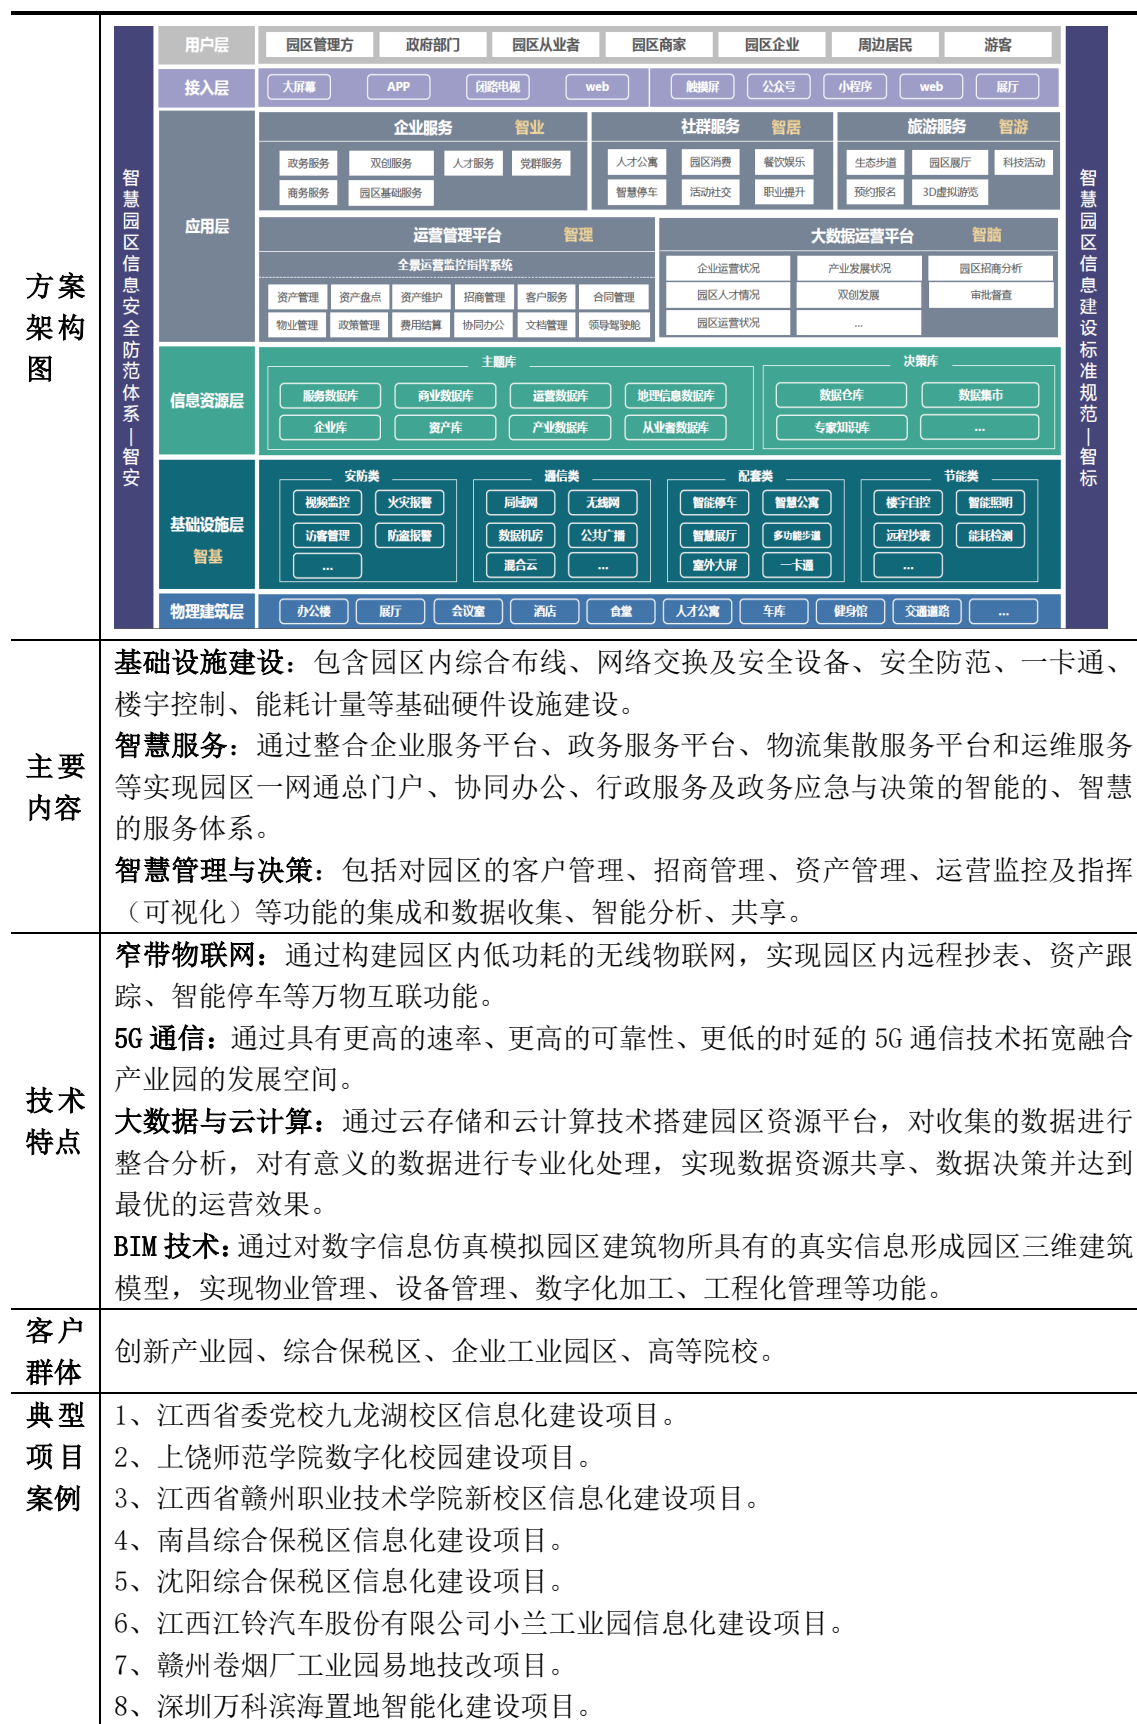 方案
架构
图
智慧园区信息安全防范体系—智安
用户层 园区管理方 政府部门 园区从业者 园区商家 园区企业 周边居民 游客
接入层 大屏幕 APP 闭路电视 web 触摸屏 公众号 小程序 web 展厅
应用层
企业服务 智业
政务服务 双创服务 人才服务 党群服务
商务服务 园区基础服务
社群服务 智居
人才公寓 园区消费 餐饮娱乐
智慧停车 活动社交 职业提升
旅游服务 智游
生态步道 园区展厅 科技活动
预约报名 3D虚拟游览
运营管理平台 智理
全景运营监控指挥系统
资产管理 资产盘点 资产维护 招商管理 客户服务 合同管理
物业管理 政策管理 费用结算 协同办公 文档管理 领导驾驶舱
大数据运营平台 智脑
企业运营状况 产业发展状况 园区招商分析
园区人才情况 双创发展 审批督查
园区运营状况 ...
信息资源层
主题库
服务数据库 商业数据库 运营数据库 地理信息数据库
企业库 资产库 产业数据库 从业者数据库
决策库
数据仓库 数据集市
专家知识库 ...
基础设施层
智基
安防类
视频监控 火灾报警
访客管理 防盗报警
...
通信类
局域网 无线网
数据机房 公共广播
混合云 ...
配套类
智能停车 智慧公寓
智慧展厅 多功能步道
室外大屏 一卡通
节能类
楼宇自控 智能照明
远程抄表 能耗检测
...
物理建筑层 办公楼 展厅 会议室 酒店 食堂 人才公寓 车库 健身馆 交通道路 ...
智慧园区信息建设标准规范—智标
主要
内容
基础设施建设：包含园区内综合布线、网络交换及安全设备、安全防范、一卡通、
楼宇控制、能耗计量等基础硬件设施建设。
智慧服务：通过整合企业服务平台、政务服务平台、物流集散服务平台和运维服务
等实现园区一网通总门户、协同办公、行政服务及政务应急与决策的智能的、智慧
的服务体系。
智慧管理与决策：包括对园区的客户管理、招商管理、资产管理、运营监控及指挥
（可视化）等功能的集成和数据收集、智能分析、共享。
技术
特点
窄带物联网：通过构建园区内低功耗的无线物联网，实现园区内远程抄表、资产跟
踪、智能停车等万物互联功能。
5G 通信：通过具有更高的速率、更高的可靠性、更低的时延的 5G 通信技术拓宽融合
产业园的发展空间。
大数据与云计算：通过云存储和云计算技术搭建园区资源平台，对收集的数据进行
整合分析，对有意义的数据进行专业化处理，实现数据资源共享、数据决策并达到
最优的运营效果。
BIM 技术：通过对数字信息仿真模拟园区建筑物所具有的真实信息形成园区三维建筑
模型，实现物业管理、设备管理、数字化加工、工程化管理等功能。
客户
群体
创新产业园、综合保税区、企业工业园区、高等院校。
典型
项目
案例
1、江西省委党校九龙湖校区信息化建设项目。
2、上饶师范学院数字化校园建设项目。
3、江西省赣州职业技术学院新校区信息化建设项目。
4、南昌综合保税区信息化建设项目。
5、沈阳综合保税区信息化建设项目。
6、江西江铃汽车股份有限公司小兰工业园信息化建设项目。
7、赣州卷烟厂工业园易地技改项目。
8、深圳万科滨海置地智能化建设项目。